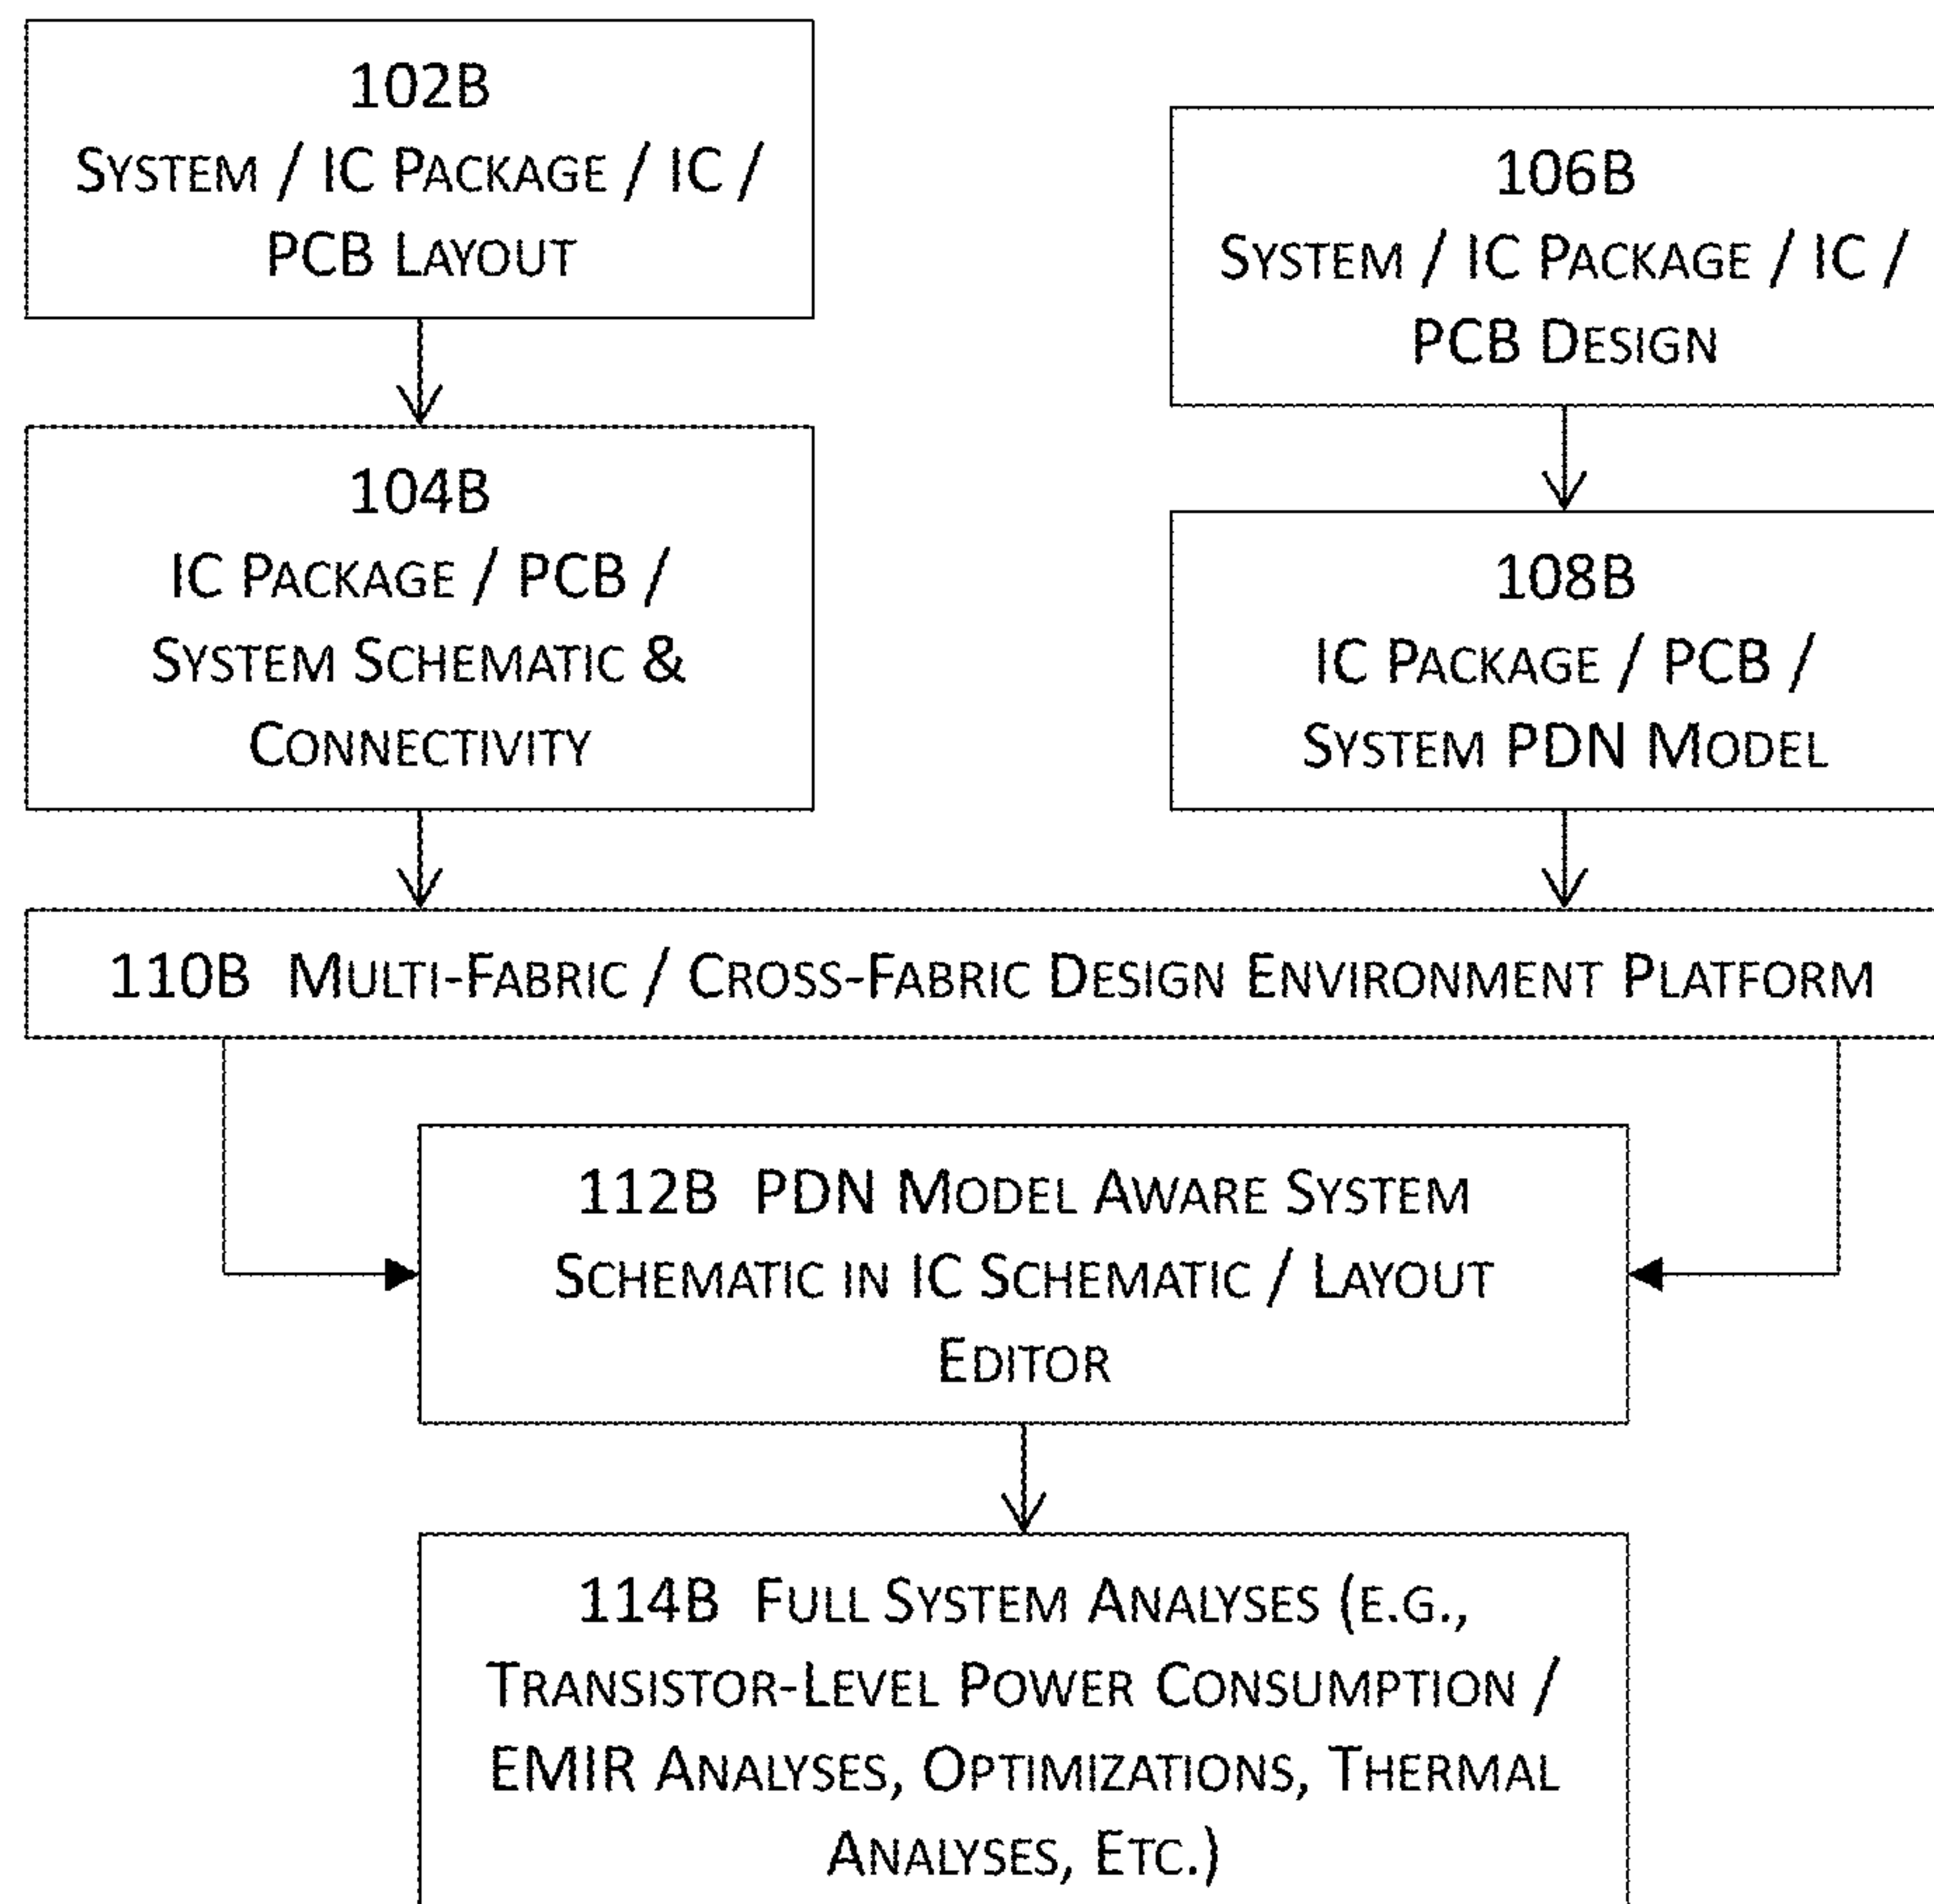 102B
SYSTEM / IC PACKAGE / IC /
PCB LAYOUT
104B
IC PACKAGE / PCB /
SYSTEM SCHEMATIC &
CONNECTIVITY
106B
SYSTEM / IC PACKAGE / IC /
PCB DESIGN
108B
IC PACKAGE / PCB /
SYSTEM PDN MODEL
110B MULTI-FABRIC / CROSS-FABRIC DESIGN ENVIRONMENT PLATFORM
112B PDN MODEL AWARE SYSTEM
SCHEMATIC IN IC SCHEMATIC / LAYOUT
EDITOR
114B FULL SYSTEM ANALYSES (E.G.,
TRANSISTOR-LEVEL POWER CONSUMPTION /
EMIR ANALYSES, OPTIMIZATIONS, THERMAL
ANALYSES, ETC.)